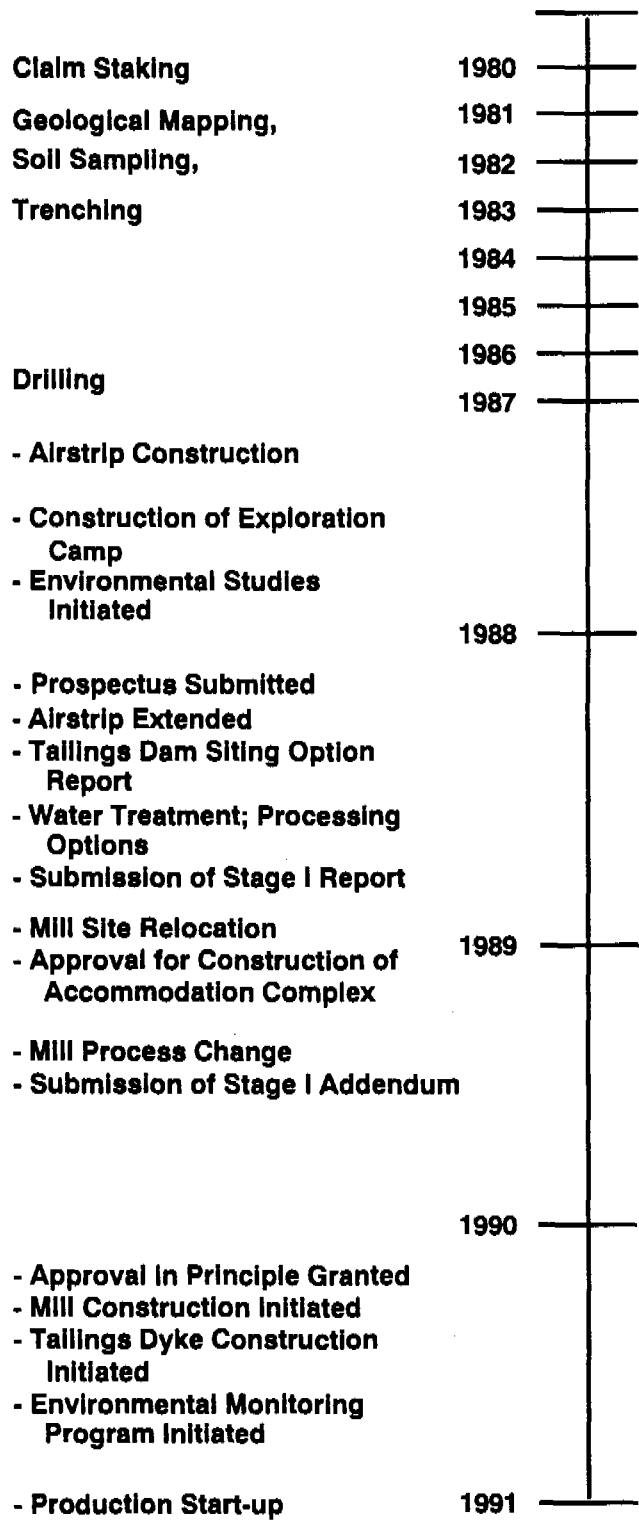 Claim Staking 1980
Geological Mapping, 1981
Soil Sampling, 1982
Trenching 1983
1984
1985
1986
Drilling
1987
- Airstrip Construction
- Construction of Exploration
Camp
- Environmental Studies
Initiated
1988
- Prospectus Submitted
- Airstrip Extended
- Tailings Dam Siting Option
Report
- Water Treatment; Processing
Options
- Submission of Stage I Report
- Mill Site Relocation
1989
- Approval for Construction of
Accommodation Complex
- Mill Process Change
- Submission of Stage I Addendum
1990
- Approval in Principle Granted
- Mill Construction Initiated
- Tailings Dyke Construction
Initiated
- Environmental Monitoring
Program Initiated
- Production Start-up 1991